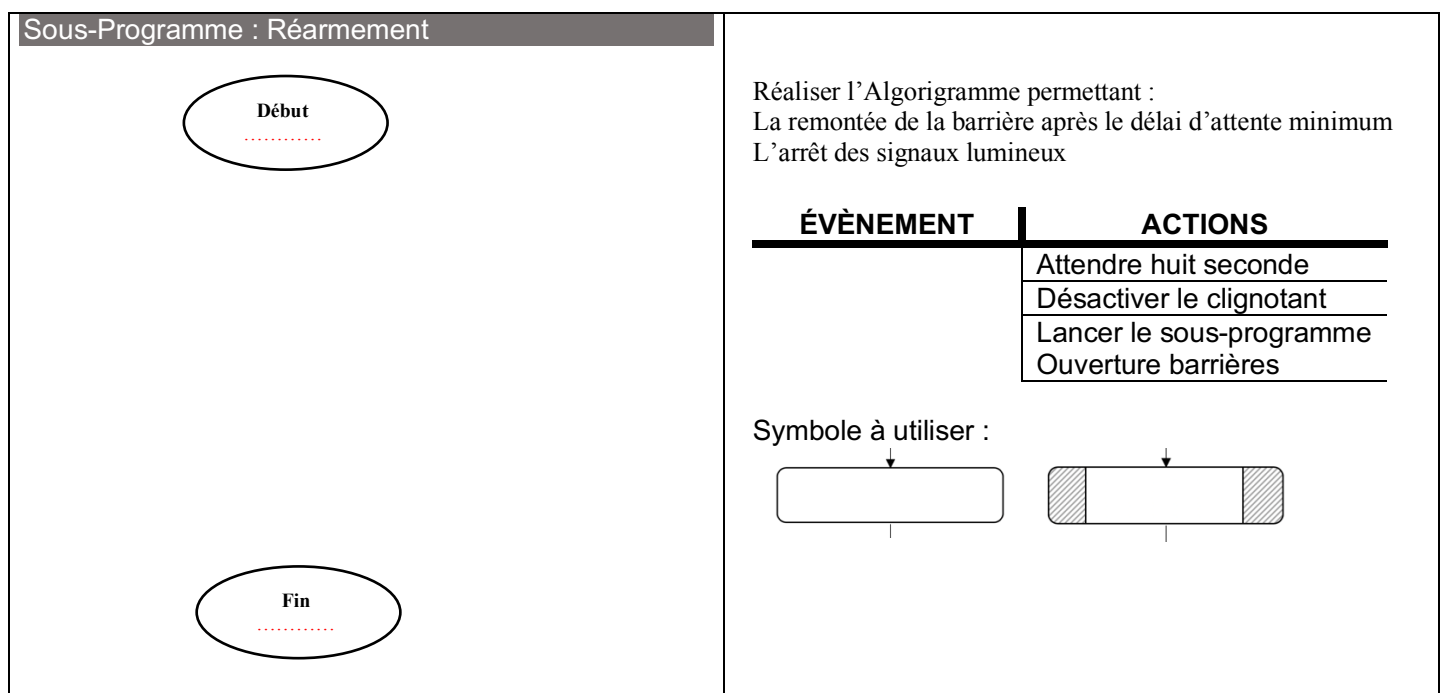 Sous-Programme : Réarmement
Début
............
Fin
............
Réaliser l’Algorigramme permettant :
La remontée de la barrière après le délai d’attente minimum
L’arrêt des signaux lumineux
ÉVÈNEMENT ACTIONS
Attendre huit seconde
Désactiver le clignotant
Lancer le sous-programme
Ouverture barrières
Symbole à utiliser :